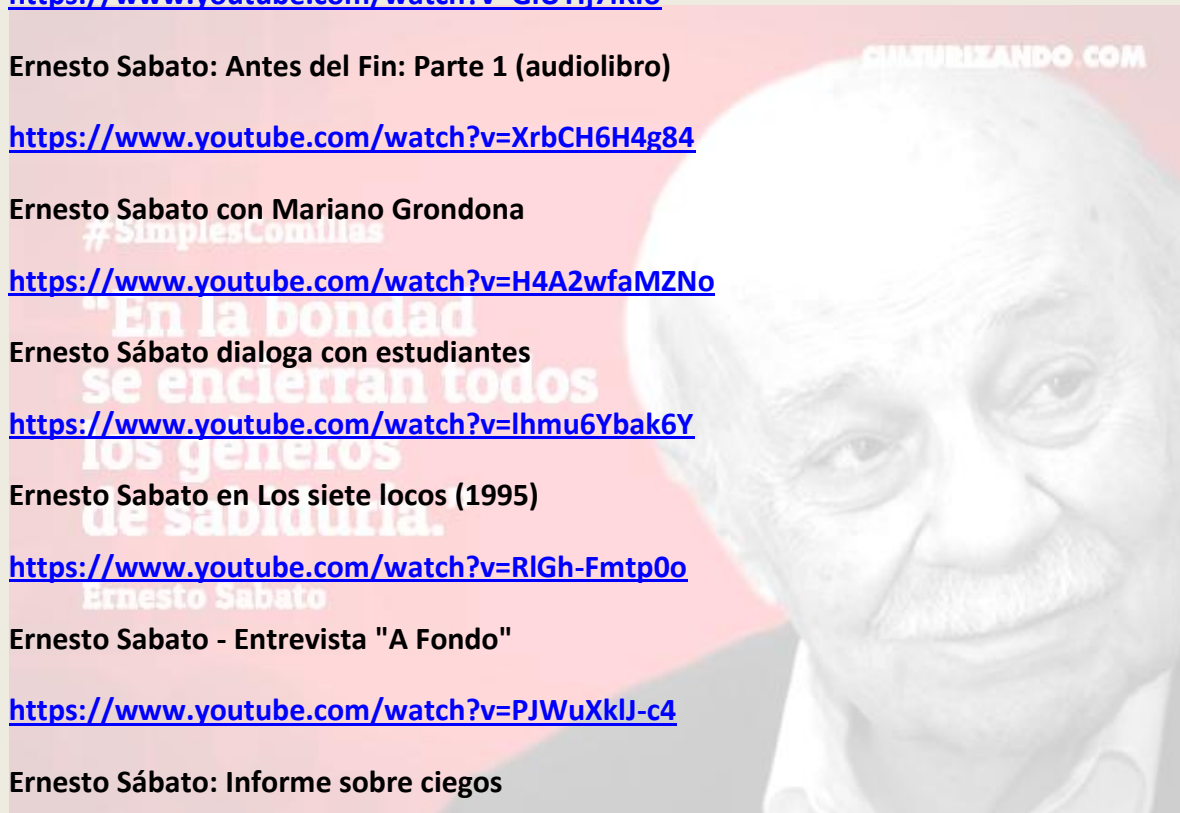 Ernesto Sabato: Antes del Fin: Parte 1 (audiolibro)
CULTURIZANDO.COM
https://www.youtube.com/watch?v=XrbCH6H4g84
Ernesto Sabato con Mariano Grondona
#SimplesComillas
https://www.youtube.com/watch?v=H4A2wfaMZNo
"En la bondad
Ernesto Sábato dialoga con estudiantes
se encierran todos
https://www.youtube.com/watch?v=lhmu6Ybak6Y
los géneros
Ernesto Sabato en Los siete locos (1995)
de sabiduría."
https://www.youtube.com/watch?v=RlGh-Fmtp0o
Ernesto Sabato
Ernesto Sabato - Entrevista "A Fondo"
https://www.youtube.com/watch?v=PJWuXklJ-c4
Ernesto Sábato: Informe sobre ciegos